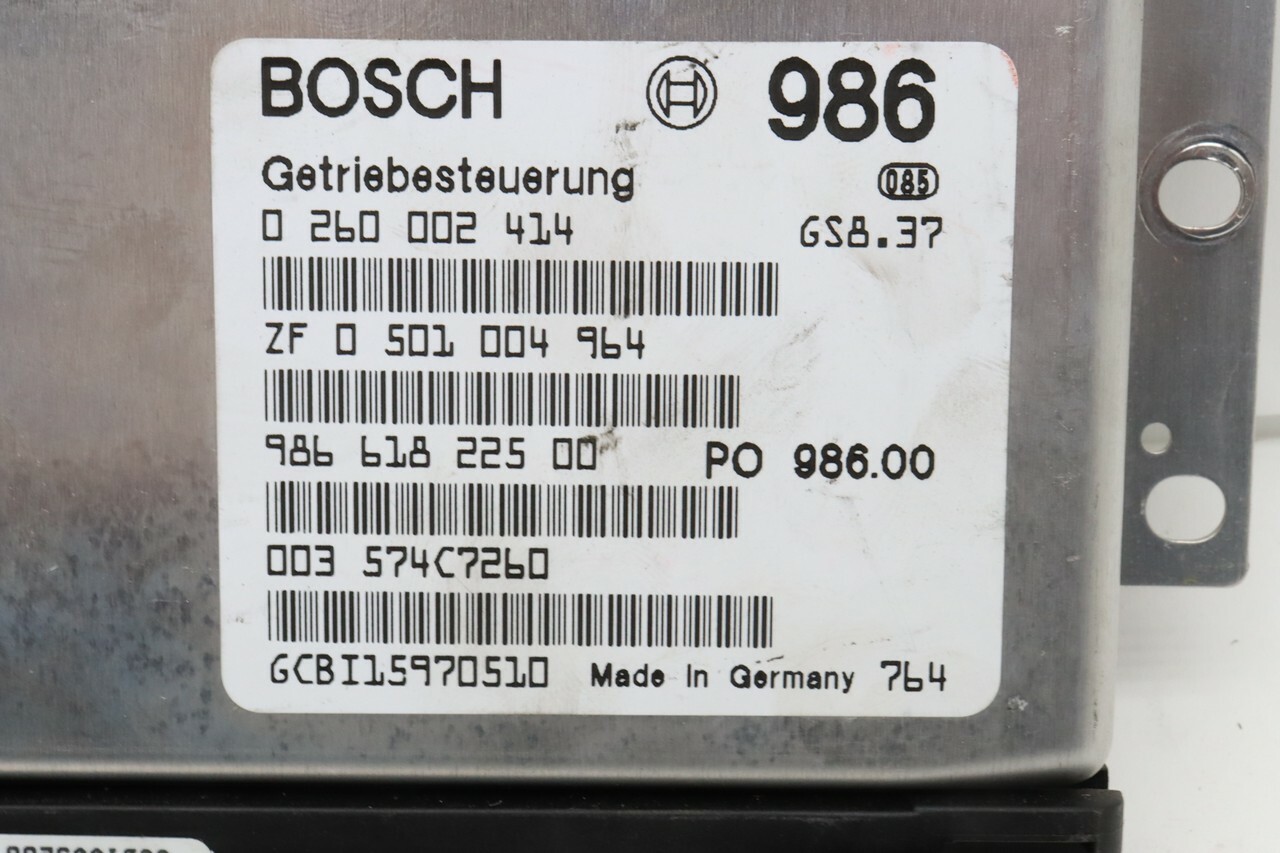 BOSCH 986
Getriebesteuerung 085
0 260 002 414 GS8.37
ZF 0 501 004 964
986 618 225 00 PO 986.00
003 574C7260
GCBI15970510 Made In Germany 764